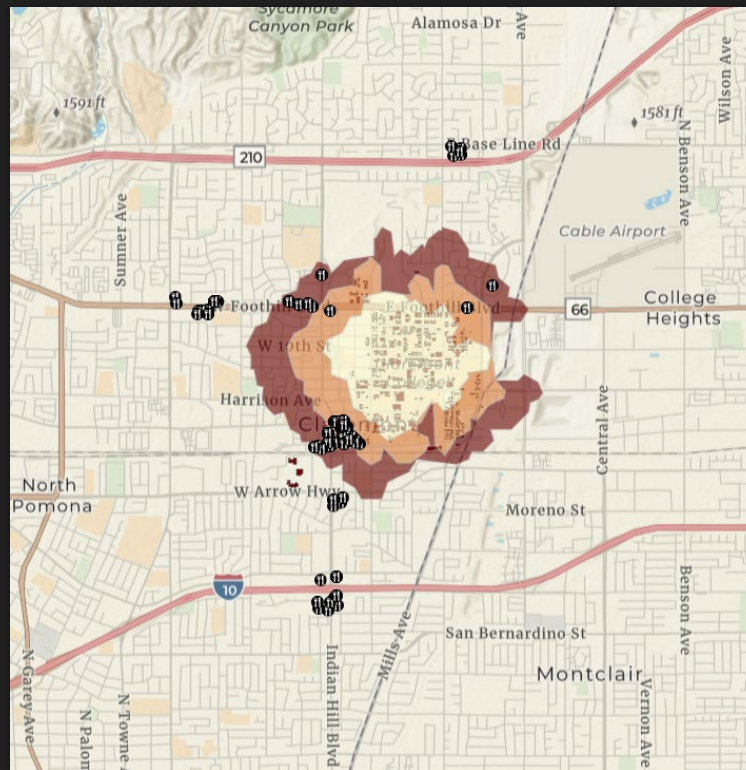 Sycamore
Canyon Park
Alamosa Dr
Ave
Wilson Ave
1591 ft
1581 ft
Base Line Rd
210
N Benson Ave
Sumner Ave
Cable Airport
W Foothill
E Foothill Blvd
66
College
Heights
W 10th St
College
Harrison Ave
Central Ave
North
Pomona
W Arrow Hwy
Moreno St
10
Benson Ave
San Bernardino St
Mills Ave
Montclair
Indian Hill Blvd
N Garey Ave
N Towne
N Palom
Vernon Ave